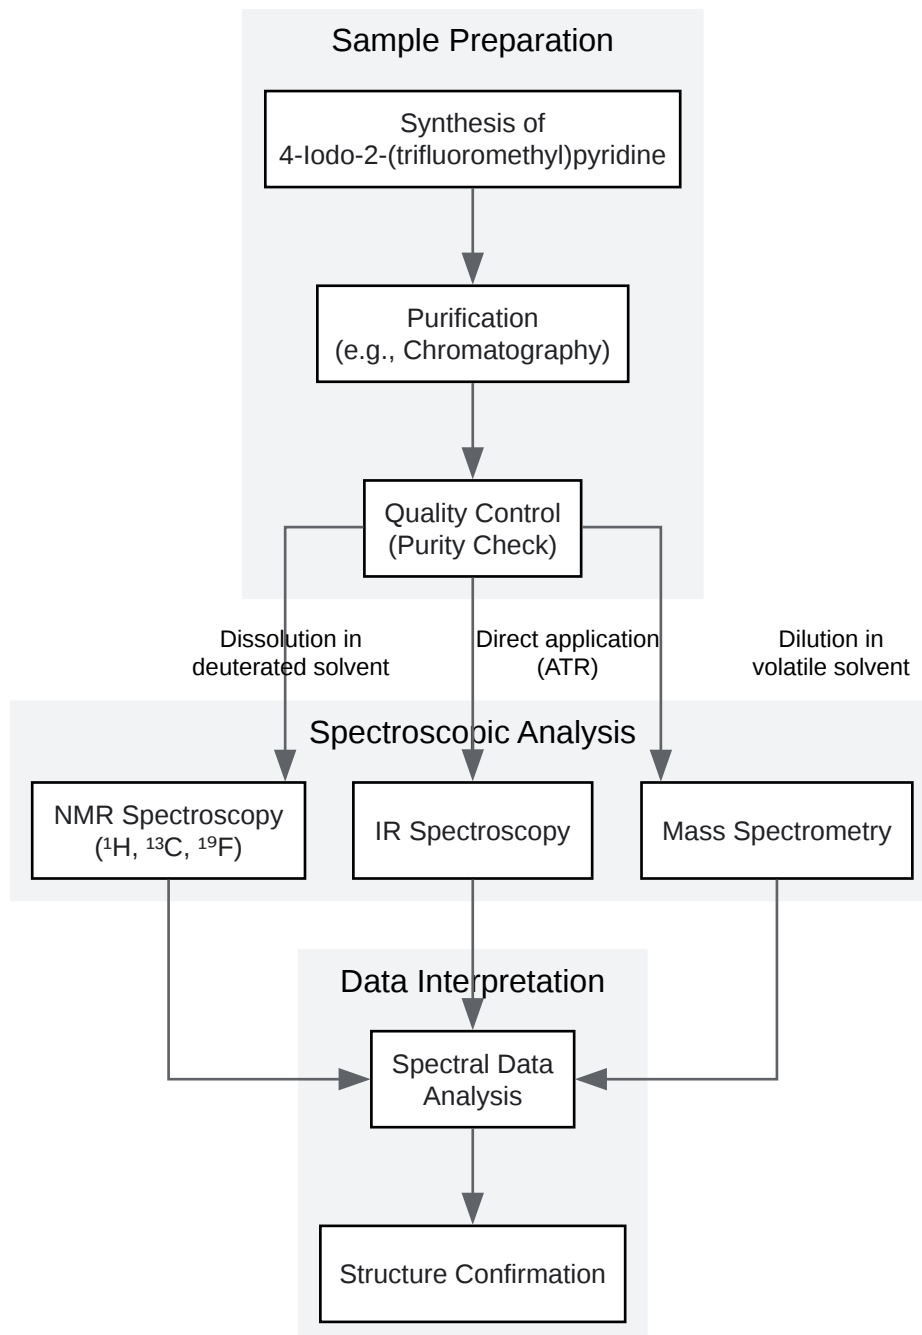 Sample Preparation
Synthesis of
4-Iodo-2-(trifluoromethyl)pyridine
Purification
(e.g., Chromatography)
Quality Control
(Purity Check)
Dissolution in
deuterated solvent
Direct application
(ATR)
Dilution in
volatile solvent
Spectroscopic Analysis
NMR Spectroscopy
(¹H, ¹³C, ¹⁹F)
IR Spectroscopy
Mass Spectrometry
Data Interpretation
Spectral Data
Analysis
Structure Confirmation